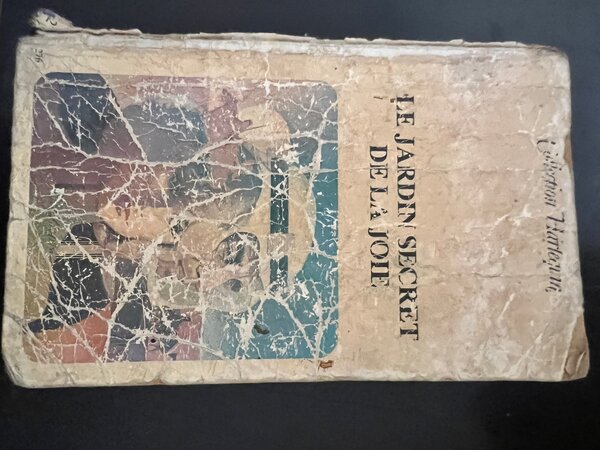 Collection Harlequin
LE JARDIN SECRET
DE LA JOIE